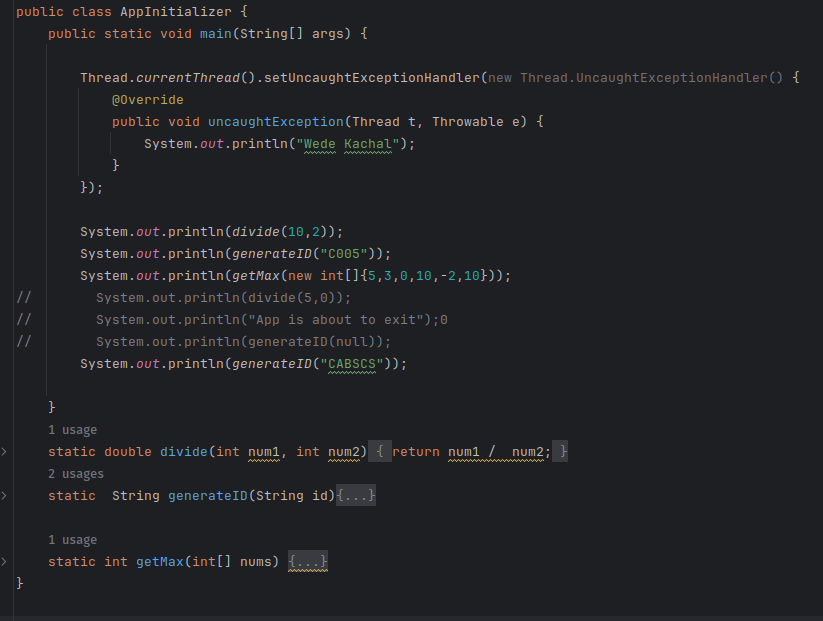 public class AppInitializer {
    public static void main(String[] args) {
        Thread.currentThread().setUncaughtExceptionHandler(new Thread.UncaughtExceptionHandler() {
            @Override
            public void uncaughtException(Thread t, Throwable e) {
                System.out.println("Wede Kachal");
            }
        });
        System.out.println(divide(10,2));
        System.out.println(generateID("C005"));
        System.out.println(getMax(new int[]{5,3,0,10,-2,10}));
//        System.out.println(divide(5,0));
//        System.out.println("App is about to exit");0
//        System.out.println(generateID(null));
        System.out.println(generateID("CABSCS"));
    }
    1 usage
    static double divide(int num1, int num2) { return num1 /  num2; }
    2 usages
    static  String generateID(String id){...}
    1 usage
    static int getMax(int[] nums) {...}
}